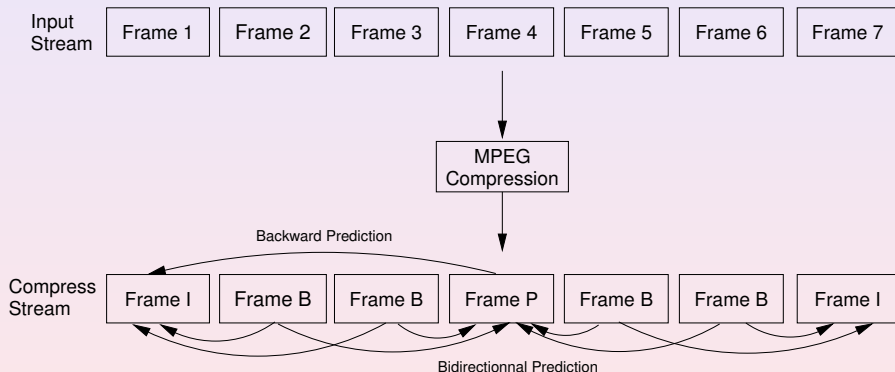 Input
Stream
Frame 1 Frame 2 Frame 3 Frame 4 Frame 5 Frame 6 Frame 7
MPEG
Compression
Backward Prediction
Compress
Stream
Frame I Frame B Frame B Frame P Frame B Frame B Frame I
Bidirectionnal Prediction